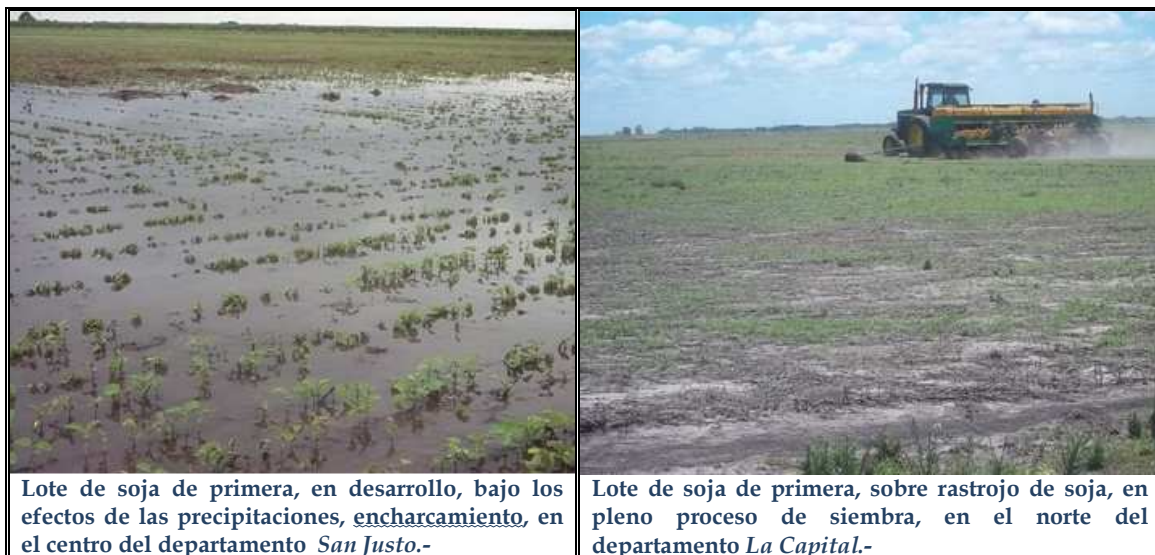 Lote de soja de primera, en desarrollo, bajo los
efectos de las precipitaciones, encharcamiento, en
el centro del departamento San Justo.-
Lote de soja de primera, sobre rastrojo de soja, en
pleno proceso de siembra, en el norte del
departamento La Capital.-